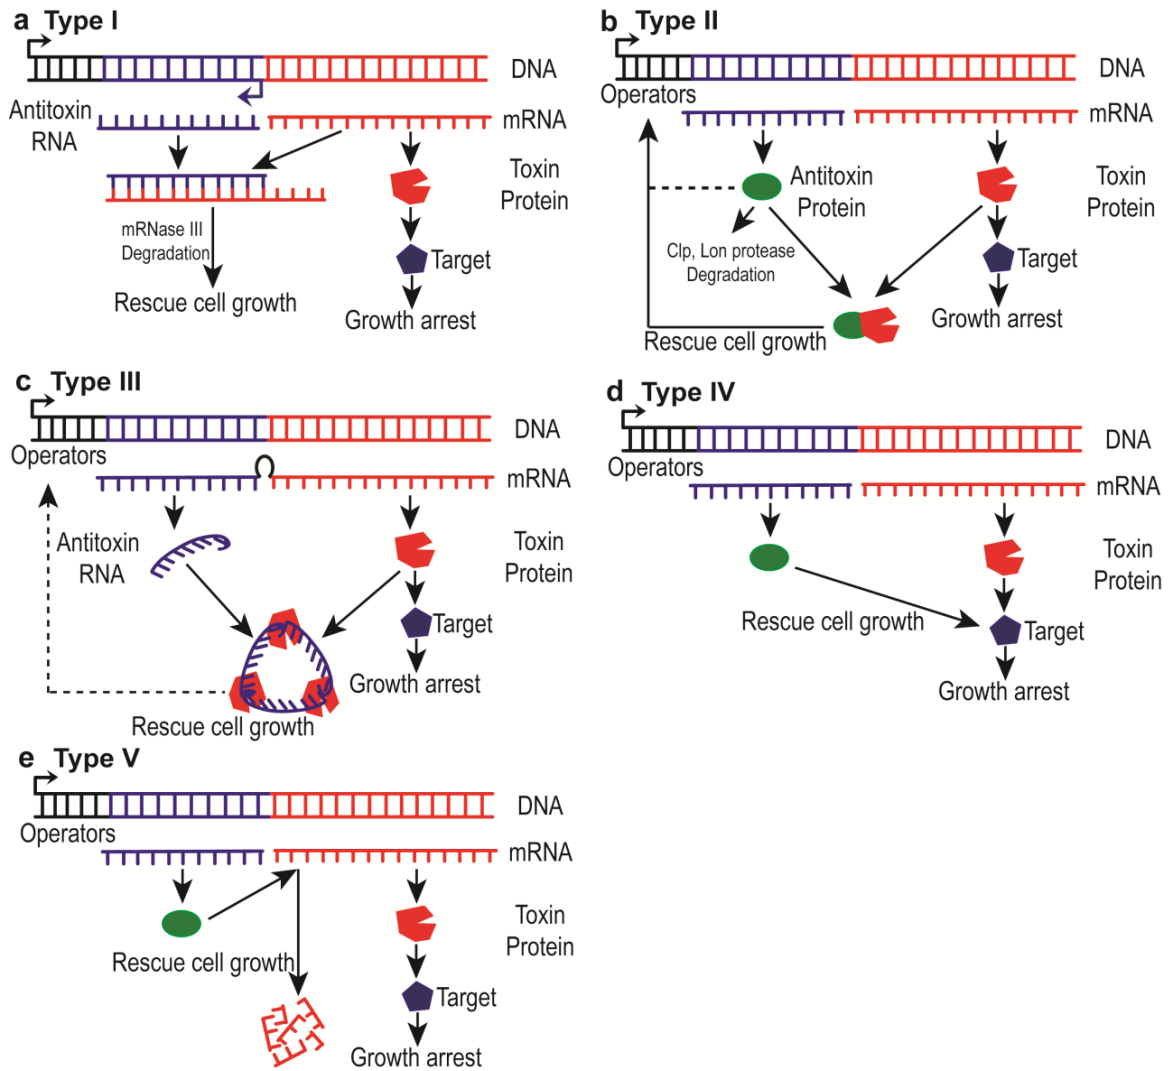 a Type I
DNA
Antitoxin
RNA
mRNA
Toxin
Protein
mRNase III
Degradation
Target
Rescue cell growth
Growth arrest
b Type II
DNA
Operators
mRNA
Antitoxin
Protein
Toxin
Protein
Clp, Lon protease
Degradation
Target
Growth arrest
Rescue cell growth
c Type III
DNA
Operators
mRNA
Antitoxin
RNA
Toxin
Protein
Target
Growth arrest
Rescue cell growth
d Type IV
DNA
Operators
mRNA
Toxin
Protein
Rescue cell growth
Target
Growth arrest
e Type V
DNA
Operators
mRNA
Toxin
Protein
Rescue cell growth
Target
Growth arrest